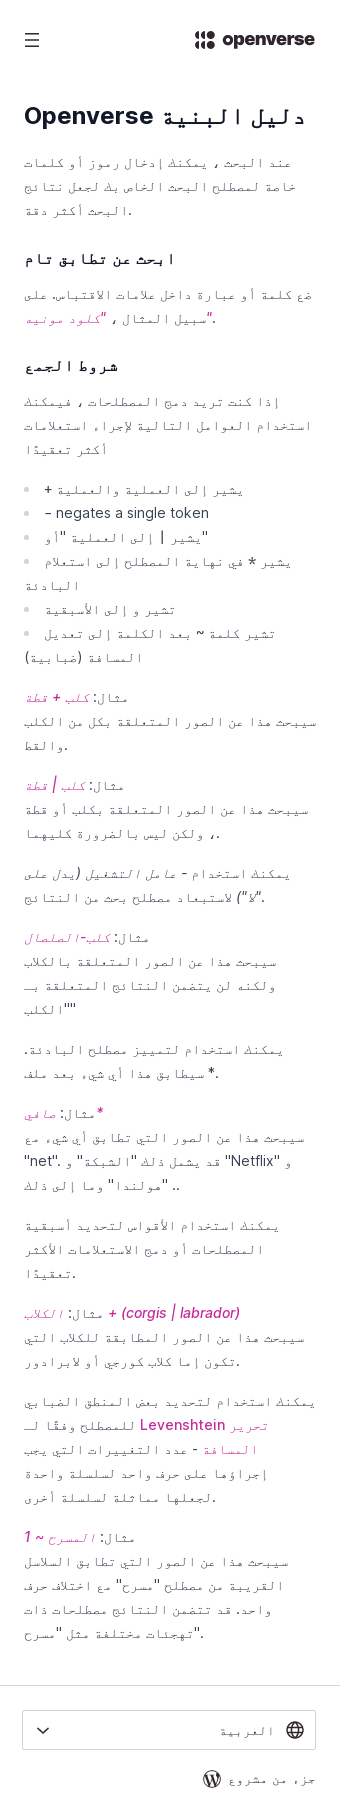 openverse
دليل البنية Openverse
عند البحث ، يمكنك إدخال رموز أو كلمات
خاصة لمصطلح البحث الخاص بك لجعل نتائج
البحث أكثر دقة.
ابحث عن تطابق تام
ضع كلمة أو عبارة داخل علامات الاقتباس. على
سبيل المثال ، "كلود مونيه".
شروط الجمع
إذا كنت تريد دمج المصطلحات ، فيمكنك
استخدام العوامل التالية لإجراء استعلامات
أكثر تعقيدًا
+ يشير إلى العملية والعملية
− negates a single token
يشير | إلى العملية "أو"
يشير * في نهاية المصطلح إلى استعلام
البادئة
تشير و إلى الأسبقية
تشير كلمة ~ بعد الكلمة إلى تعديل
المسافة (ضبابية)
مثال: كلب + قطة
سيبحث هذا عن الصور المتعلقة بكل من الكلب
والقط.
مثال: كلب | قطة
سيبحث هذا عن الصور المتعلقة بكلب أو قطة
، ولكن ليس بالضرورة كليهما.
يمكنك استخدام - عامل التشغيل (يدل على
"لا") لاستبعاد مصطلح بحث من النتائج.
مثال: كلب-الصلصال
سيبحث هذا عن الصور المتعلقة بالكلاب
ولكنه لن يتضمن النتائج المتعلقة بـ
"الكلب"
يمكنك استخدام لتمييز مصطلح البادئة.
سيطابق هذا أي شيء بعد ملف *.
مثال: صافي*
سيبحث هذا عن الصور التي تطابق أي شيء مع
"net". قد يشمل ذلك "الشبكة" و "Netflix" و
"هولندا" وما إلى ذلك ..
يمكنك استخدام الأقواس لتحديد أسبقية
المصطلحات أو دمج الاستعلامات الأكثر
تعقيدًا.
مثال: الكلاب + (corgis | labrador)
سيبحث هذا عن الصور المطابقة للكلاب التي
تكون إما كلاب كورجي أو لابرادور.
يمكنك استخدام لتحديد بعض المنطق الضبابي
للمصطلح وفقًا لـ Levenshtein تحرير
المسافة - عدد التغييرات التي يجب
إجراؤها على حرف واحد لسلسلة واحدة
لجعلها مماثلة لسلسلة أخرى.
مثال: المسرح ~ 1
سيبحث هذا عن الصور التي تطابق السلاسل
القريبة من مصطلح "مسرح" مع اختلاف حرف
واحد. قد تتضمن النتائج مصطلحات ذات
تهجئات مختلفة مثل "مسرح".
العربية
جزء من مشروع